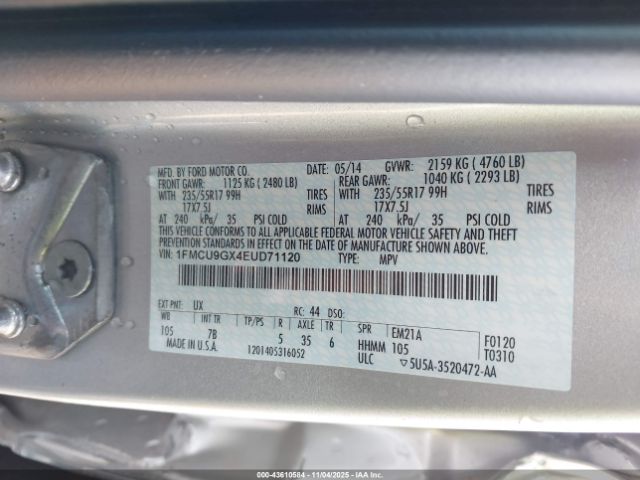 MFD. BY FORD MOTOR CO. DATE: 05/14 GVWR: 2159 KG ( 4760 LB)
FRONT GAWR: 1125 KG ( 2480 LB) REAR GAWR: 1040 KG ( 2293 LB)
WITH 235/55R17 99H TIRES WITH 235/55R17 99H TIRES
17X7.5J RIMS 17X7.5J RIMS
AT 240 kPa/ 35 PSI COLD AT 240 kPa/ 35 PSI COLD
THIS VEHICLE CONFORMS TO ALL APPLICABLE FEDERAL MOTOR VEHICLE SAFETY AND THEFT
PREVENTION STANDARDS IN EFFECT ON THE DATE OF MANUFACTURE SHOWN ABOVE.
VIN: 1FMCU9GX4EUD71120 TYPE: MPV
EXT PNT: UX RC: 44 DSO:
WB INT TR TP/PS R AXLE TR SPR EM21A F0120
105 7B 5 35 6 HHMM 105 T0310
MADE IN U.S.A. 1201405316052 ULC ▽5U5A-3520472-AA
00-43610584 - 11/04/2025 - IAAI.CA